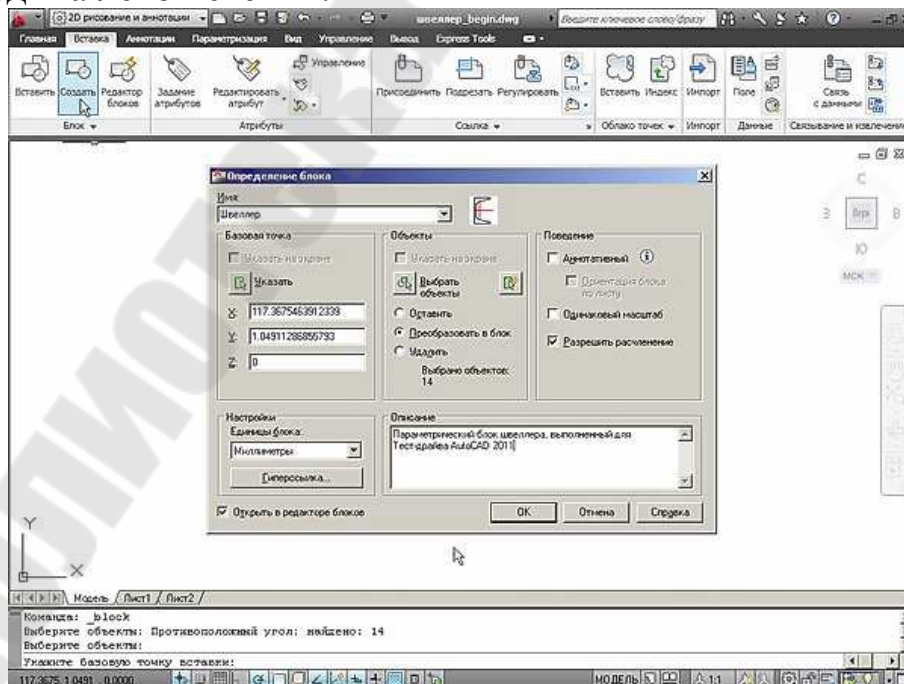 2D рисование и аннотации
швеллер_begin.dwg
Введите ключевое слово/фразу
Главная Вставка Аннотации Параметризация Вид Управление Вывод Express Tools
Управление
Вставить Создать Редактор блоков Задание атрибутов Редактировать атрибут
Присоединить Подрезать Регулировать
Вставить Индекс Импорт Поле Связь с данными
Блок Атрибуты Ссылка Облако точек Импорт Данные Связывание и извлечение
Определение блока
Имя:
Швеллер
Базовая точка
Указать на экране
Указать
X: 117.3675463912339
Y: 1.04911286855793
Z: 0
Объекты
Указать на экране
Выбрать объекты
Оставить
Преобразовать в блок
Удалить
Выбрано объектов: 14
Поведение
Аннотативный
Ориентация блока по листу
Одинаковый масштаб
Разрешить расчленение
Настройки
Единицы блока:
Миллиметры
Гиперссылка...
Описание
Параметрический блок швеллера, выполненный для
Тест-драйва AutoCAD 2011
Открыть в редакторе блоков
OK Отмена Справка
С
З Верх В
Ю
МСК
Y
X
Модель Лист1 Лист2
Команда: _block
Выберите объекты: Противоположный угол: найдено: 14
Выберите объекты:
Укажите базовую точку вставки:
117.3675, 1.0491, 0.0000
МОДЕЛЬ
1:1